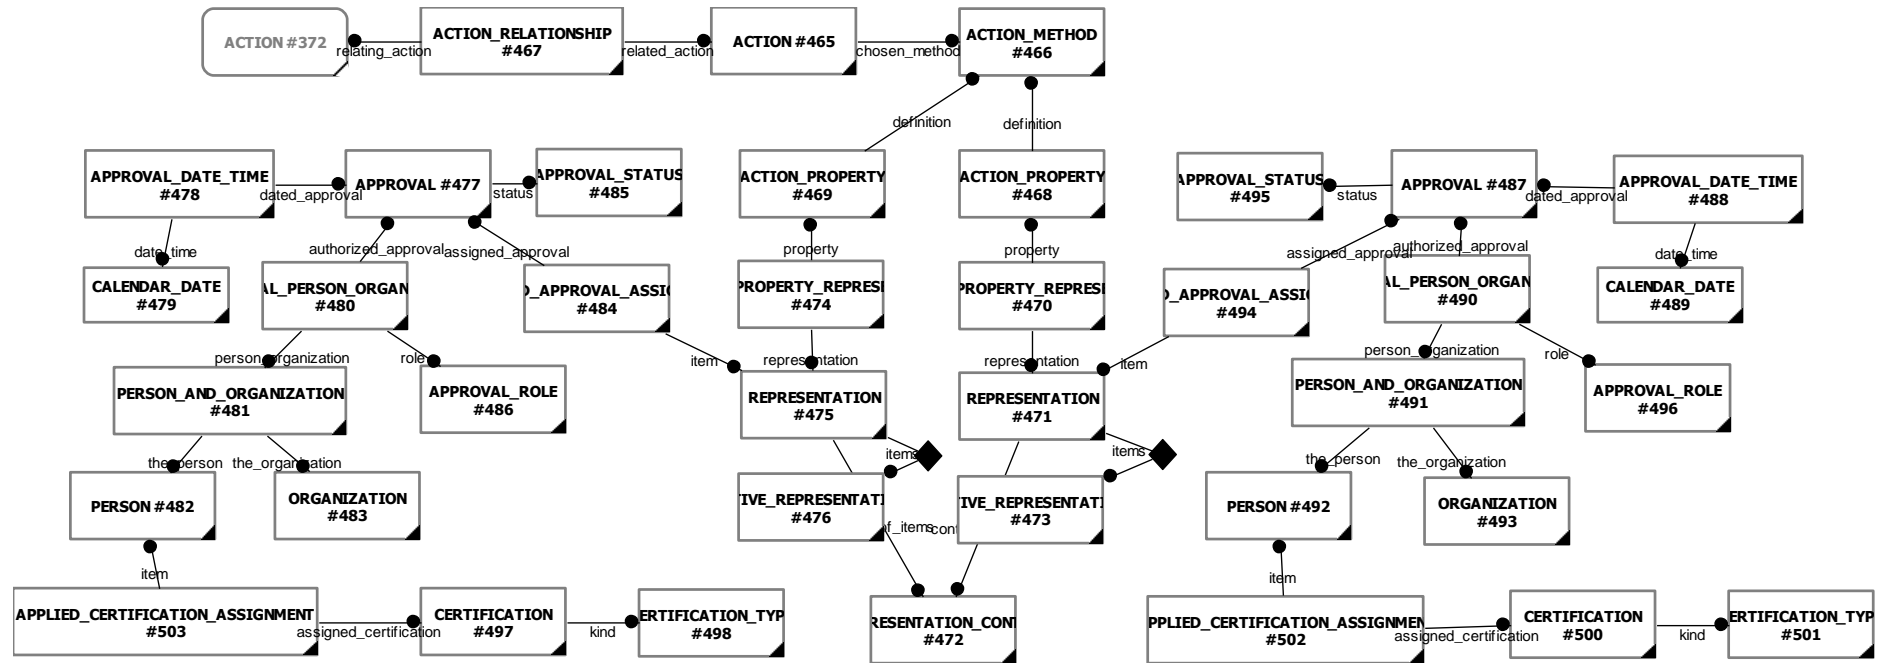 ACTION #372
relating_action
ACTION_RELATIONSHIP
#467
related_action
ACTION #465
chosen_method
ACTION_METHOD
#466
definition
definition
APPROVAL_DATE_TIME
#478
dated_approval
APPROVAL #477
status
APPROVAL_STATUS
#485
ACTION_PROPERTY
#469
ACTION_PROPERTY
#468
APPROVAL_STATUS
#495
status
APPROVAL #487
dated_approval
APPROVAL_DATE_TIME
#488
date_time
authorized_approval
assigned_approval
property
property
assigned_approval
authorized_approval
date_time
CALENDAR_DATE
#479
AL_PERSON_ORGAN
#480
D_APPROVAL_ASSIG
#484
PROPERTY_REPRESE
#474
PROPERTY_REPRESE
#470
D_APPROVAL_ASSIG
#494
AL_PERSON_ORGAN
#490
CALENDAR_DATE
#489
person_organization
role
item
representation
representation
item
person_organization
role
PERSON_AND_ORGANIZATION
#481
APPROVAL_ROLE
#486
REPRESENTATION
#475
REPRESENTATION
#471
PERSON_AND_ORGANIZATION
#491
APPROVAL_ROLE
#496
the_person
the_organization
items
items
the_person
the_organization
PERSON #482
ORGANIZATION
#483
TIVE_REPRESENTATI
#476
of_items
cont
TIVE_REPRESENTATI
#473
PERSON #492
ORGANIZATION
#493
item
item
APPLIED_CERTIFICATION_ASSIGNMENT
#503
assigned_certification
CERTIFICATION
#497
kind
ERTIFICATION_TYP
#498
RESENTATION_CONT
#472
PPLIED_CERTIFICATION_ASSIGNMEN
#502
assigned_certification
CERTIFICATION
#500
kind
ERTIFICATION_TYP
#501